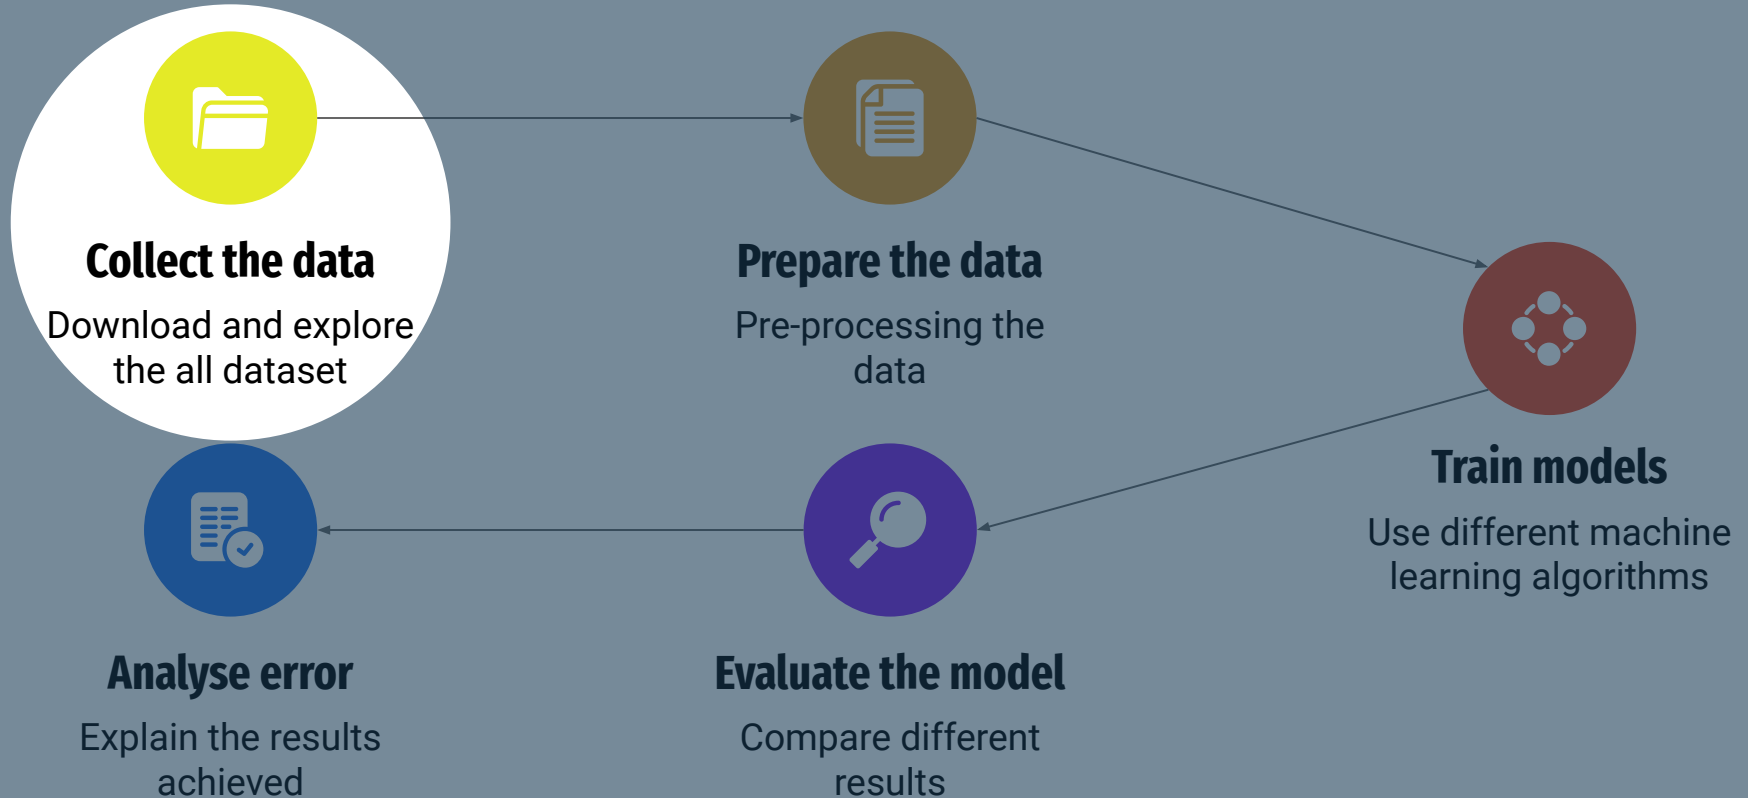 Collect the data
Download and explore
the all dataset
Prepare the data
Pre-processing the
data
Train models
Use different machine
learning algorithms
Evaluate the model
Compare different
results
Analyse error
Explain the results
achieved